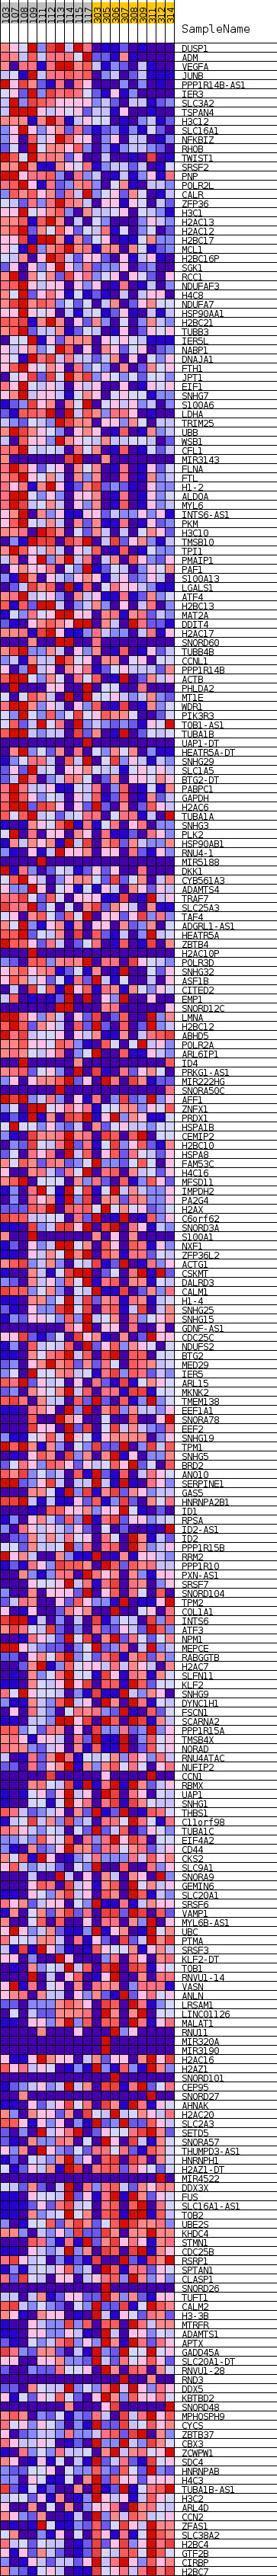 103
107
108
109
111
112
113
114
115
117
303
305
306
307
308
309
311
312
314
SampleName
DUSP1
ADM
VEGFA
JUNB
PPP1R14B-AS1
IER3
SLC3A2
TSPAN4
H3C12
SLC16A1
NFKBIZ
RHOB
TWIST1
SRSF2
PNP
POLR2L
CALR
ZFP36
H3C1
H2AC13
H2AC12
H2BC17
MCL1
H2BC16P
SGK1
RCC1
NDUFAF3
H4C8
NDUFA7
HSP90AA1
H2BC21
TUBB3
IER5L
NABP1
DNAJA1
FTH1
JPT1
EIF1
SNHG7
S100A6
LDHA
TRIM25
UBB
WSB1
CFL1
MIR3143
FLNA
FTL
H1-2
ALDOA
MYL6
INTS6-AS1
PKM
H3C10
TMSB10
TPI1
PMAIP1
PAF1
S100A13
LGALS1
ATF4
H2BC13
MAT2A
DDIT4
H2AC17
SNORD60
TUBB4B
CCNL1
PPP1R14B
ACTB
PHLDA2
MT1E
WDR1
PIK3R3
TOB1-AS1
TUBA1B
UAP1-DT
HEATR5A-DT
SNHG29
SLC1A5
BTG2-DT
PABPC1
GAPDH
H2AC6
TUBA1A
SNHG3
PLK2
HSP90AB1
RNU4-1
MIR5188
DKK1
CYB561A3
ADAMTS4
TRAF7
SLC25A3
TAF4
ADGRL1-AS1
HEATR5A
ZBTB4
H2AC10P
POLR3D
SNHG32
ASF1B
CITED2
EMP1
SNORD12C
LMNA
H2BC12
ABHD5
POLR2A
ARL6IP1
ID4
PRKG1-AS1
MIR222HG
SNORA50C
AFF1
ZNFX1
PRDX1
HSPA1B
CEMIP2
H2BC10
HSPA8
FAM53C
H4C16
MFSD11
IMPDH2
PA2G4
H2AX
C6orf62
SNORD3A
S100A1
NXF1
ZFP36L2
ACTG1
CSKMT
DALRD3
CALM1
H1-4
SNHG25
SNHG15
GDNF-AS1
CDC25C
NDUFS2
BTG2
MED29
IER5
ARL15
MKNK2
TMEM138
EEF1A1
SNORA78
EEF2
SNHG19
TPM1
SNHG5
BRD2
ANO10
SERPINE1
GAS5
HNRNPA2B1
ID1
RPSA
ID2-AS1
ID2
PPP1R15B
RRM2
PPP1R10
PXN-AS1
SRSF7
SNORD104
TPM2
COL1A1
INTS6
ATF3
NPM1
MEPCE
RABGGTB
H2AC7
SLFN11
KLF2
SNHG9
DYNC1H1
FSCN1
SCARNA2
PPP1R15A
TMSB4X
NORAD
RNU4ATAC
NUFIP2
CCN1
RBMX
UAP1
SNHG1
THBS1
C11orf98
TUBA1C
EIF4A2
CD44
CKS2
SLC9A1
SNORA9
GEMIN6
SLC20A1
SRSF6
VAMP1
MYL6B-AS1
UBC
PTMA
SRSF3
KLF2-DT
TOB1
RNVU1-14
VASN
ANLN
LRSAM1
LINC01126
MALAT1
RNU11
MIR320A
MIR3190
H2AC16
H2AZ1
SNORD101
CEP95
SNORD27
AHNAK
H2AC20
SLC2A3
SETD5
SNORA57
THUMPD3-AS1
HNRNPH1
H2AZ1-DT
MIR4522
DDX3X
FUS
SLC16A1-AS1
TOB2
UBE2S
KHDC4
STMN1
CDC25B
RSRP1
SPTAN1
CLASP1
SNORD26
TUFT1
CALM2
H3-3B
MTRFR
ADAMTS1
APTX
GADD45A
SLC20A1-DT
RNVU1-28
RND3
DDX5
KBTBD2
SNORD48
MPHOSPH9
CYCS
ZBTB37
CBX3
ZCWPW1
SDC4
HNRNPAB
H4C3
TUBA1B-AS1
H3C2
ARL4D
CCN2
ZFAS1
SLC38A2
H2BC4
GTF2B
CIRBP
H2BC7